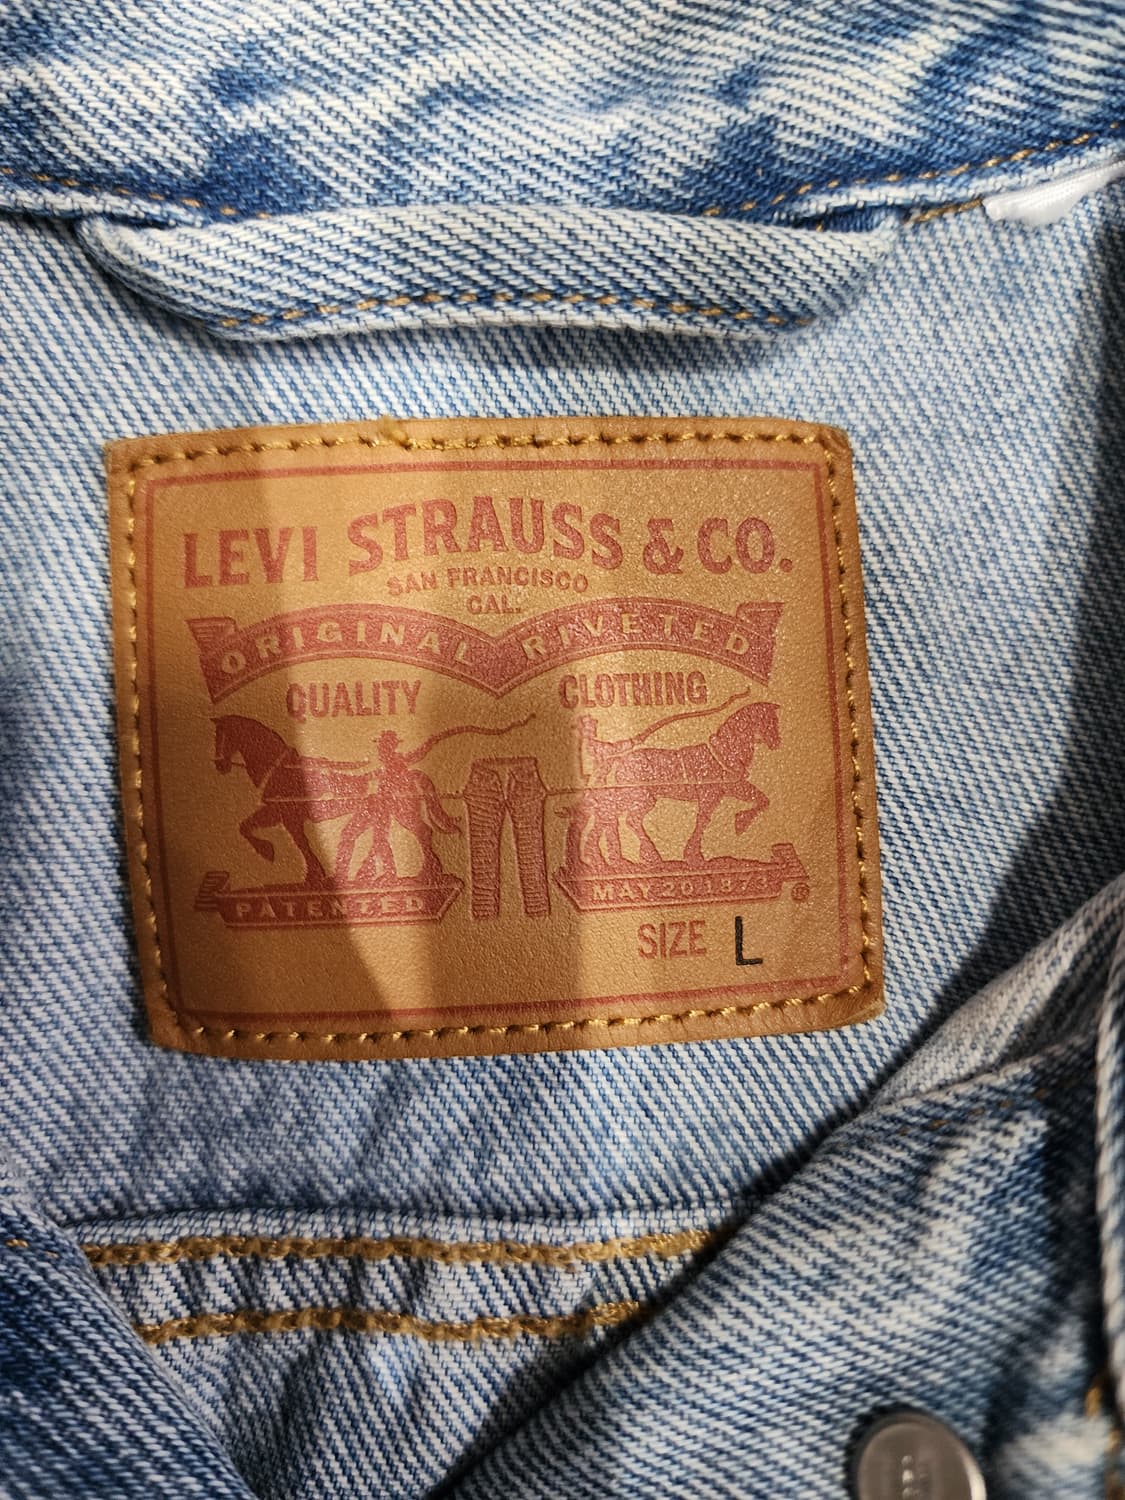 LEVI STRAUSS & CO.
SAN FRANCISCO
CAL.
ORIGINAL RIVETED
QUALITY CLOTHING
PATENTED MAY 20 1873 ®
SIZE L